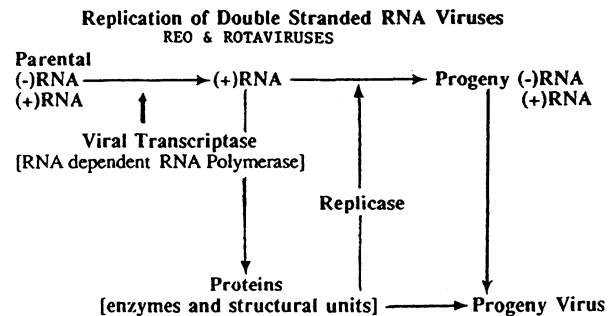 Replication of Double Stranded RNA Viruses
REO & ROTAVIRUSES
Parental
(-)RNA
(+)RNA
(+)RNA
Progeny (-)RNA
(+)RNA
Viral Transcriptase
[RNA dependent RNA Polymerase]
Replicase
Proteins
[enzymes and structural units]
Progeny Virus